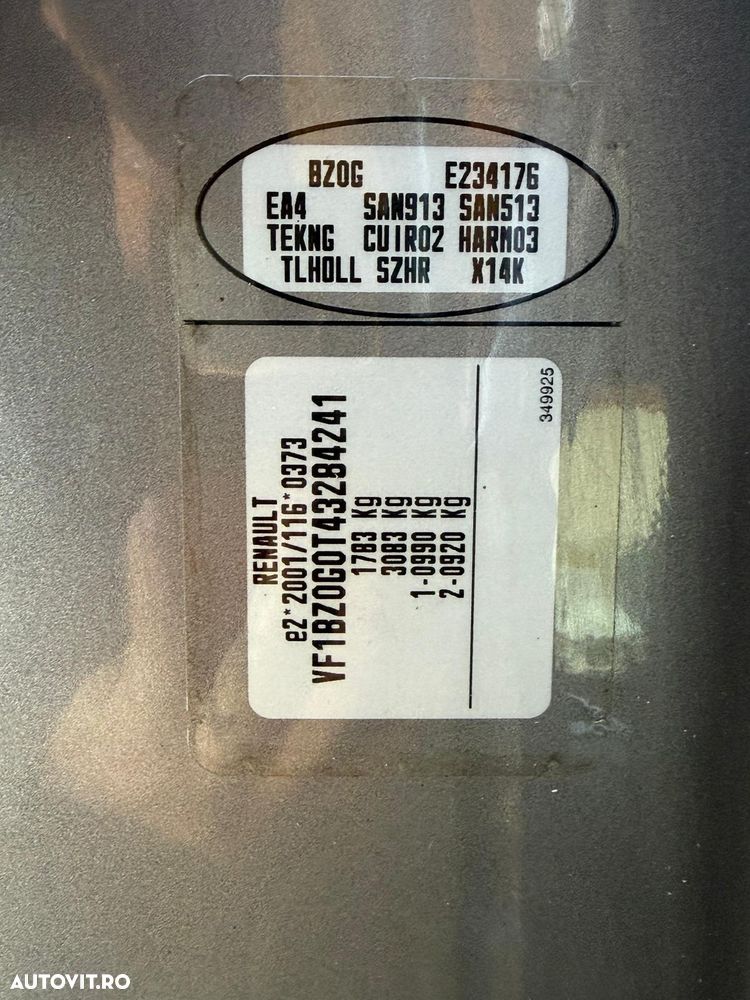 BZ0G E234176
EA4 SAN913 SAN513
TEKNG CUIR02 HARM03
TLHOLL SZHR X14K
RENAULT
e2*2001/116*0373
VF1BZ0G0T43284241
1783 Kg
3083 Kg
1-0990 Kg
2-0920 Kg
349925
AUTOVIT.RO